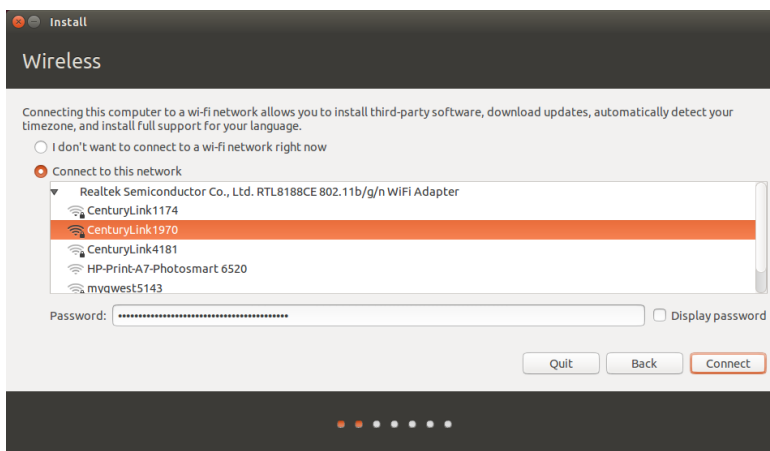 Install
Wireless
Connecting this computer to a wi-fi network allows you to install third-party software, download updates, automatically detect your
timezone, and install full support for your language.
I don't want to connect to a wi-fi network right now
Connect to this network
Realtek Semiconductor Co., Ltd. RTL8188CE 802.11b/g/n WiFi Adapter
CenturyLink1174
CenturyLink1970
CenturyLink4181
HP-Print-A7-Photosmart 6520
myqwest5143
Password: Display password
Quit Back Connect